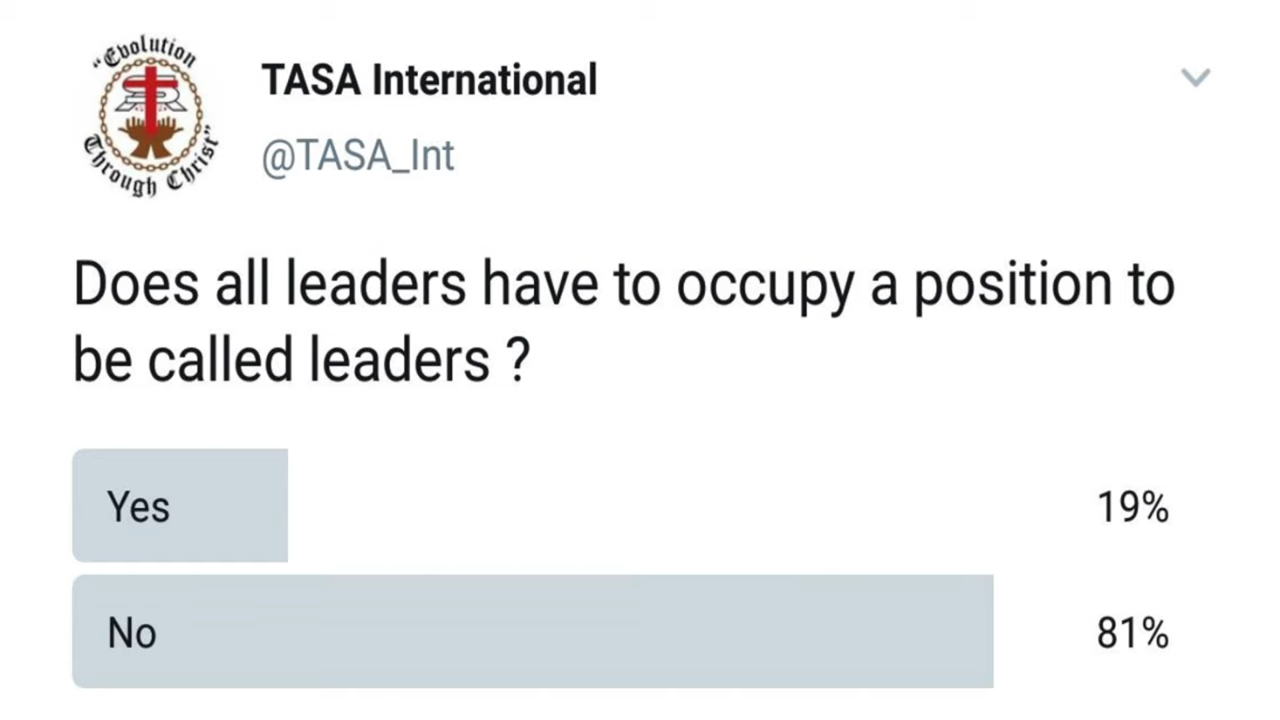 "Evolution
Through Christ"
TASA International
@TASA_Int
Does all leaders have to occupy a position to
be called leaders ?
Yes 19%
No 81%